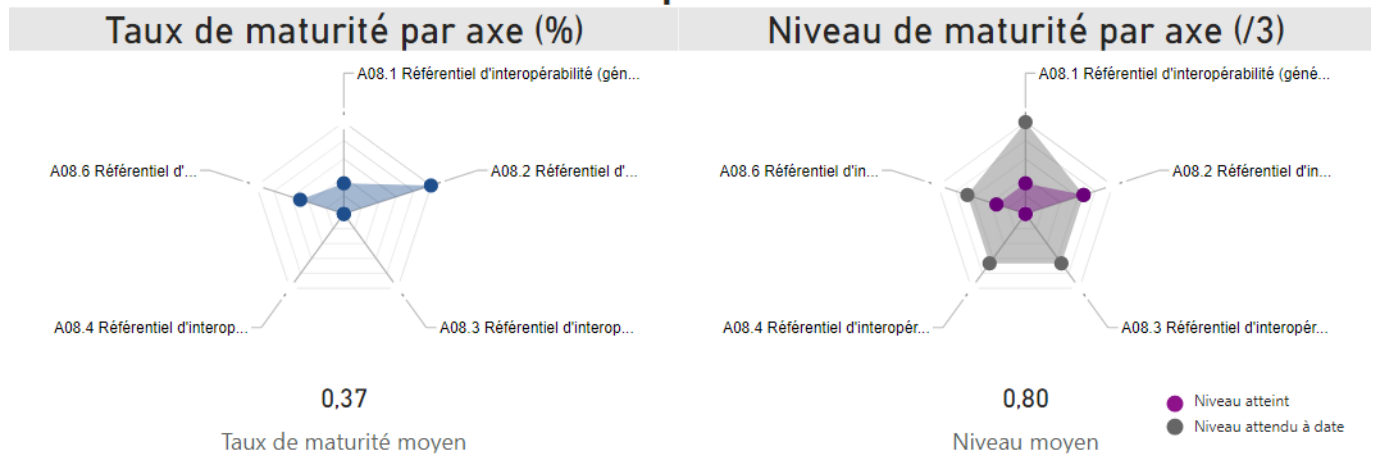 Taux de maturité par axe (%)
Niveau de maturité par axe (/3)
A08.1 Référentiel d'interopérabilité (gén...
A08.6 Référentiel d'...
A08.2 Référentiel d'...
A08.4 Référentiel d'interop...
A08.3 Référentiel d'interop...
A08.1 Référentiel d'interopérabilité (géné...
A08.6 Référentiel d'in...
A08.2 Référentiel d'in...
A08.4 Référentiel d'interopér...
A08.3 Référentiel d'interopér...
0,37
Taux de maturité moyen
0,80
Niveau moyen
Niveau atteint
Niveau attendu à date